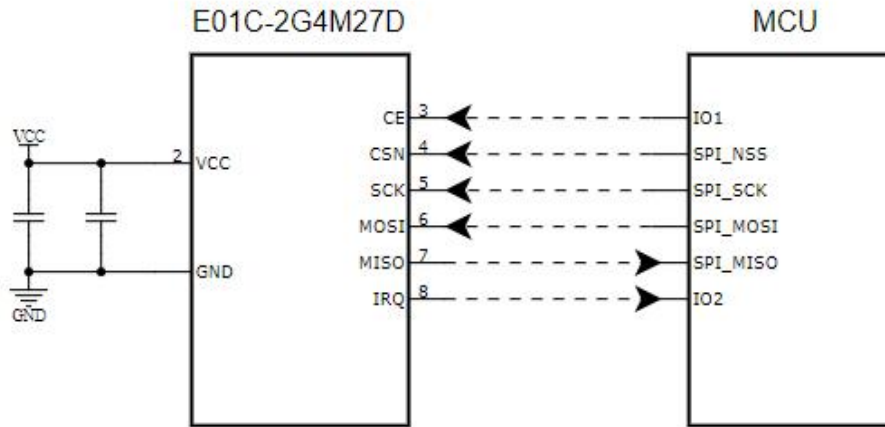 E01C-2G4M27D
MCU
CE 3
IO1
CSN 4
SPI_NSS
VCC
2 VCC
SCK 5
SPI_SCK
MOSI 6
SPI_MOSI
MISO 7
SPI_MISO
GND
IRQ 8
IO2
GND